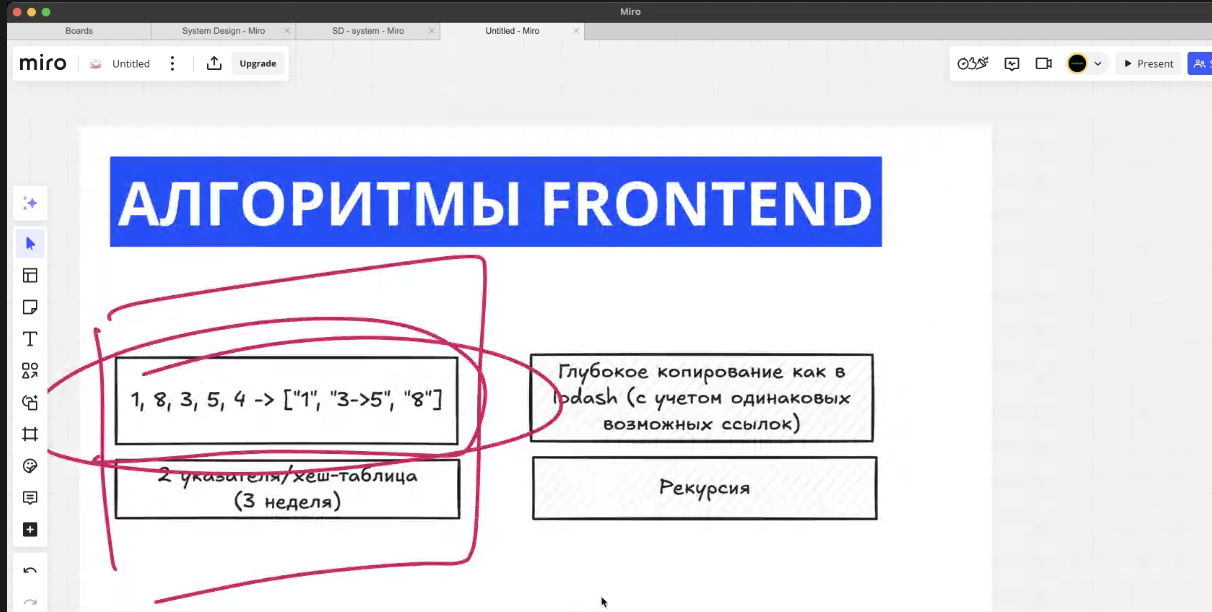 Miro
Boards
System Design - Miro
SD - system - Miro
Untitled - Miro
miro
Untitled
Upgrade
Present
АЛГОРИТМЫ FRONTEND
1, 8, 3, 5, 4 -> ["1", "3->5", "8"]
Глубокое копирование как в
lodash (с учетом одинаковых
возможных ссылок)
2 указателя/хеш-таблица
(3 неделя)
Рекурсия